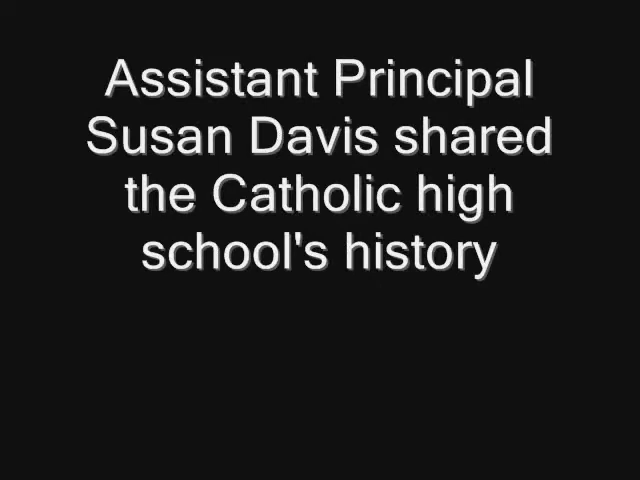 Assistant Principal
Susan Davis shared
the Catholic high
school's history